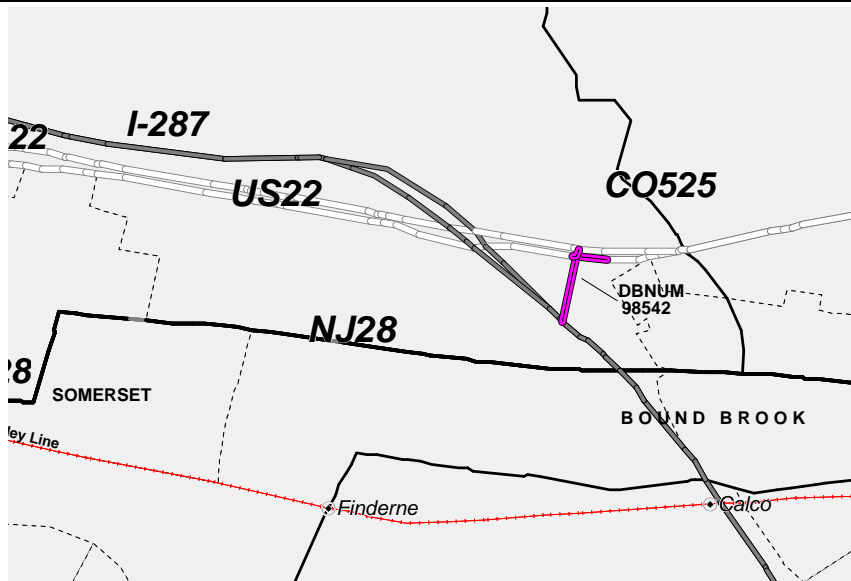 I-287
22
US22
CO525
DBNUM
98542
NJ28
28
SOMERSET
BOUND BROOK
ley Line
Finderne
Calco